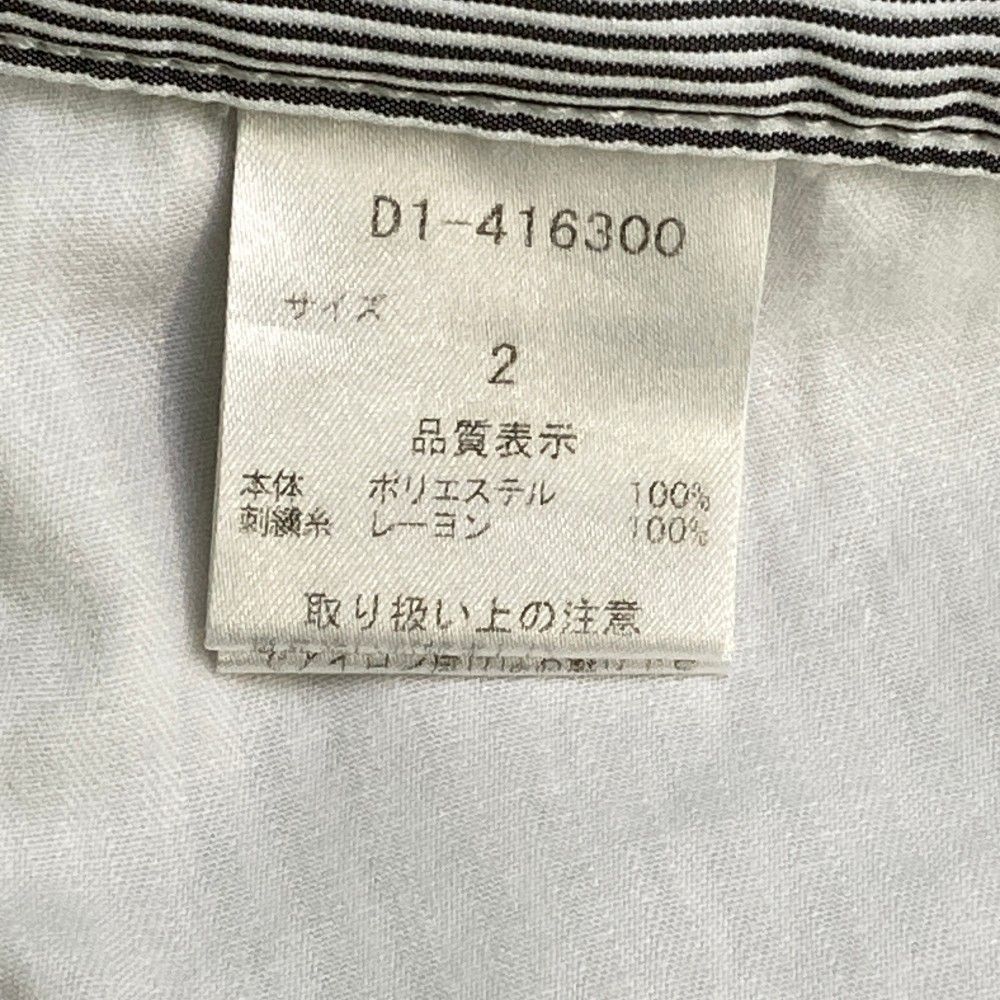 D1-416300
サイズ
2
品質表示
本体 ポリエステル 100%
刺繍糸 レーヨン 100%
取り扱い上の注意